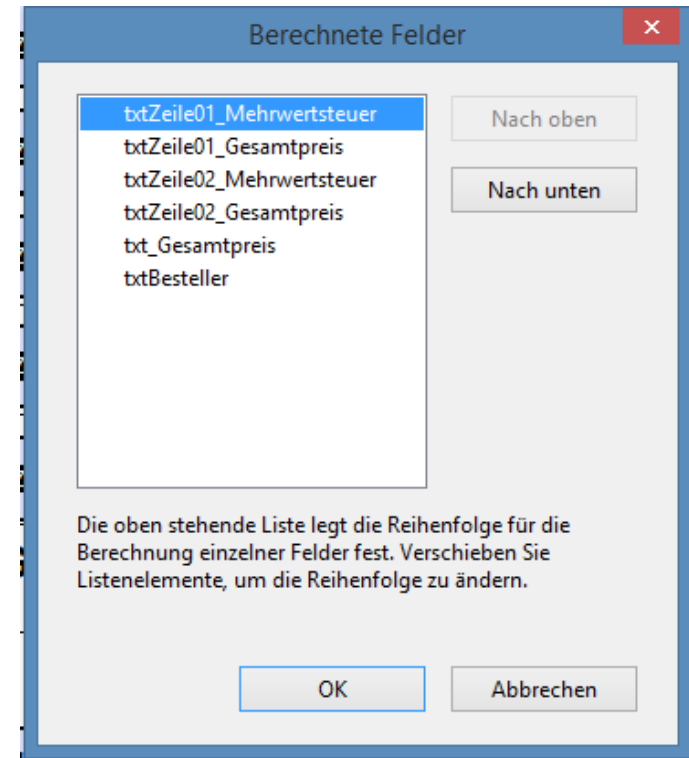 Berechnete Felder
txtZeile01_Mehrwertsteuer
txtZeile01_Gesamtpreis
txtZeile02_Mehrwertsteuer
txtZeile02_Gesamtpreis
txt_Gesamtpreis
txtBesteller
Nach oben
Nach unten
Die oben stehende Liste legt die Reihenfolge für die
Berechnung einzelner Felder fest. Verschieben Sie
Listenelemente, um die Reihenfolge zu ändern.
OK
Abbrechen